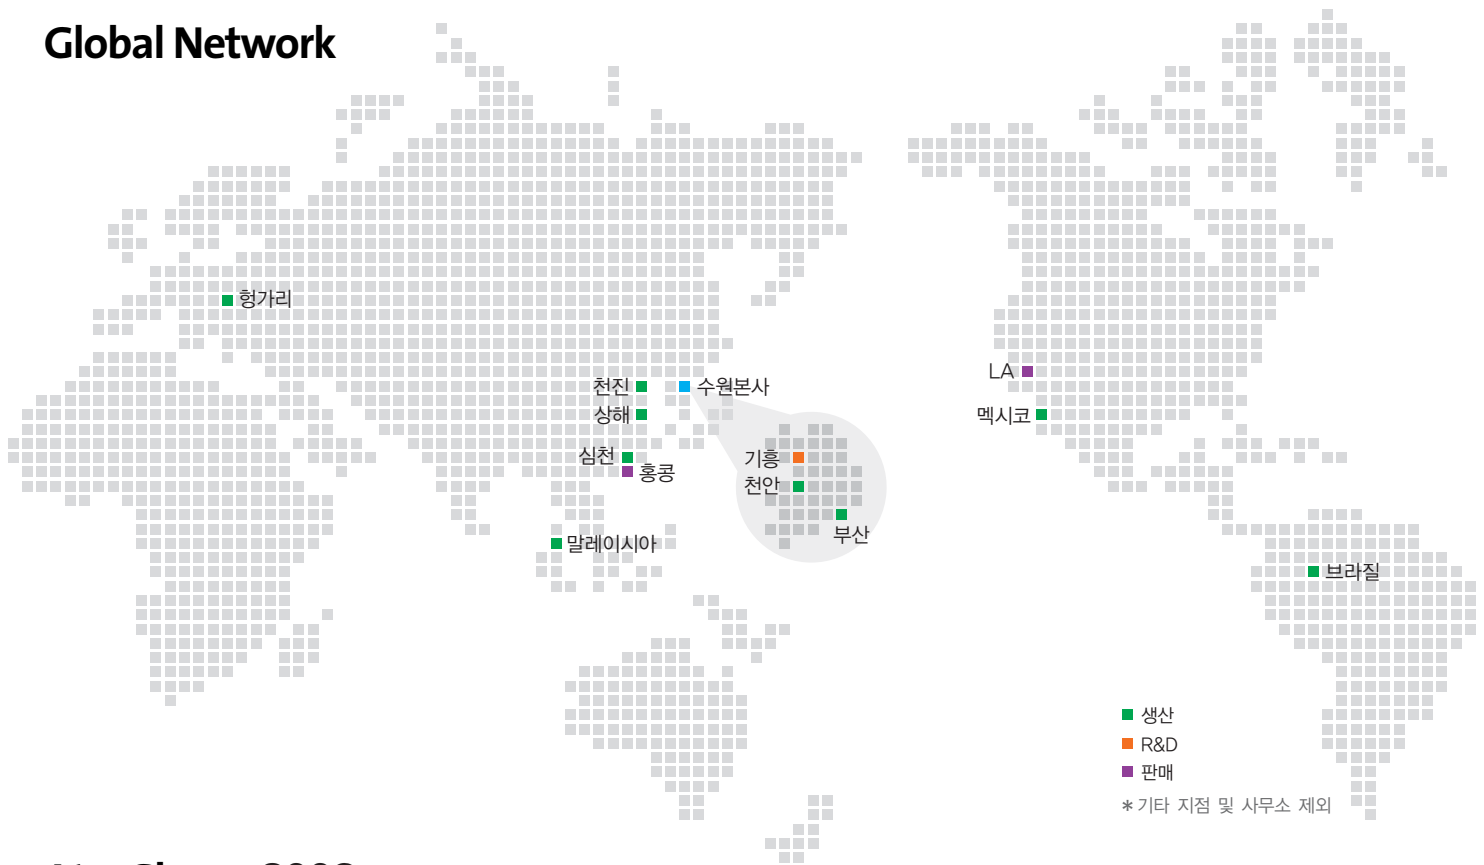 Global Network
헝가리
천진
수원본사
상해
심천
홍콩
말레이시아
기흥
천안
부산
LA
멕시코
브라질
생산
R&D
판매
*기타 지점 및 사무소 제외